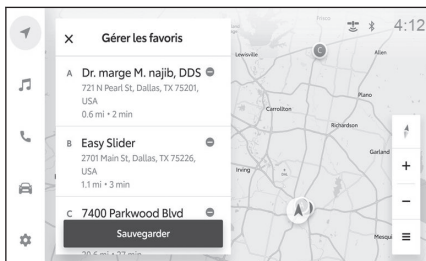 4:12
× Gérer les favoris
A Dr. marge M. najib, DDS
721 N Pearl St, Dallas, TX 75201,
USA
0.6 mi • 2 min
B Easy Slider
2701 Main St, Dallas, TX 75226,
USA
1.1 mi • 3 min
C 7400 Parkwood Blvd
Sauvegarder
Lewisville
C
Allen
Plano
Carrollton
Richardson
Garland
Irving
Mesqui